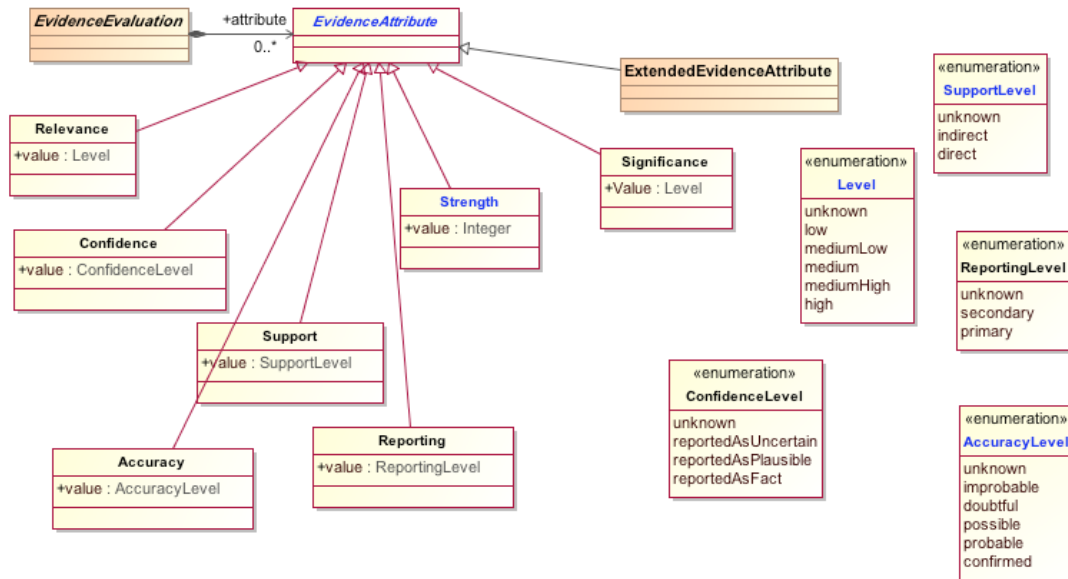 EvidenceEvaluation
+attribute
0..*
EvidenceAttribute
ExtendedEvidenceAttribute
Relevance
+value : Level
Confidence
+value : ConfidenceLevel
Support
+value : SupportLevel
Accuracy
+value : AccuracyLevel
Reporting
+value : ReportingLevel
Strength
+value : Integer
Significance
+Value : Level
«enumeration»
SupportLevel
unknown
indirect
direct
«enumeration»
Level
unknown
low
mediumLow
medium
mediumHigh
high
«enumeration»
ReportingLevel
unknown
secondary
primary
«enumeration»
ConfidenceLevel
unknown
reportedAsUncertain
reportedAsPlausible
reportedAsFact
«enumeration»
AccuracyLevel
unknown
improbable
doubtful
possible
probable
confirmed